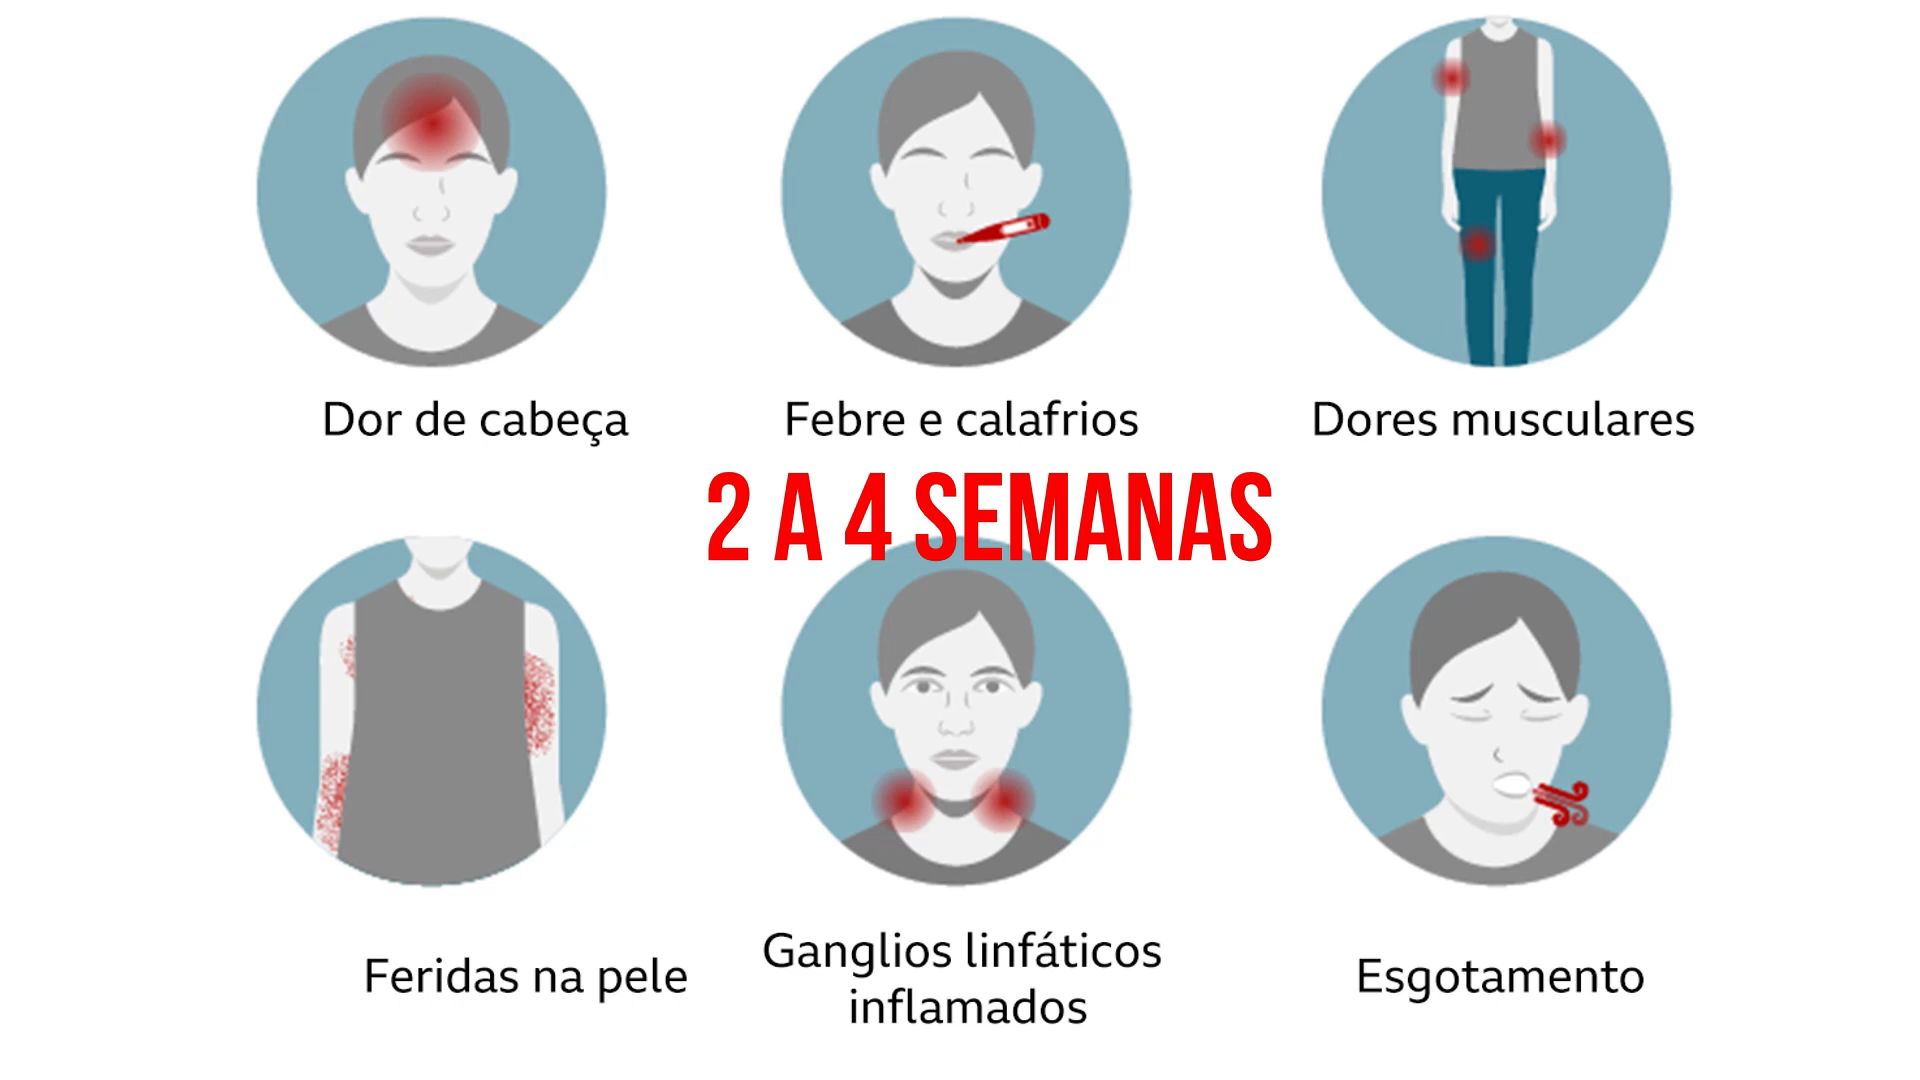 Dor de cabeça
Febre e calafrios
Dores musculares
2 A 4 SEMANAS
Feridas na pele
Ganglios linfáticos
inflamados
Esgotamento